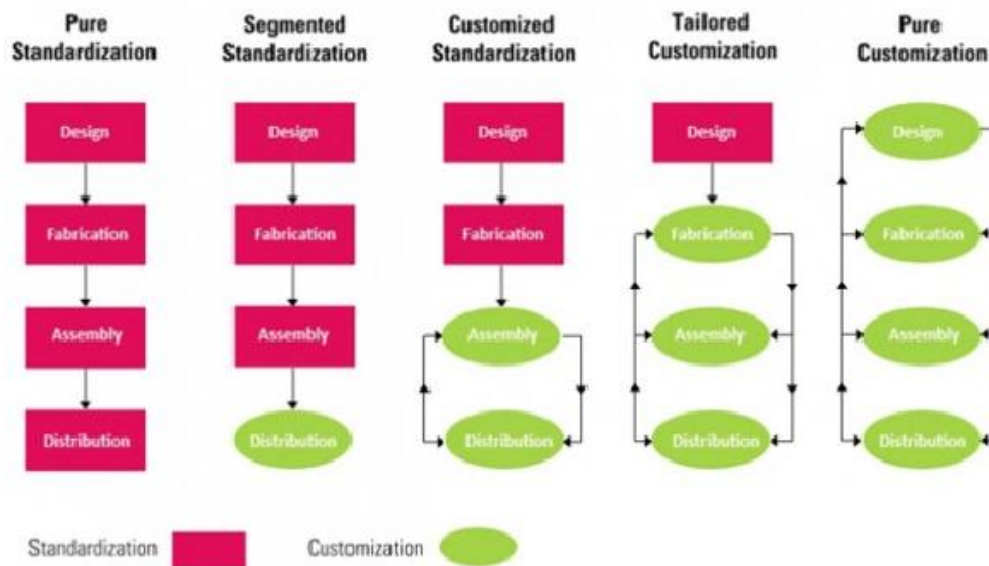 Pure
Standardization
Segmented
Standardization
Customized
Standardization
Tailored
Customization
Pure
Customization
Design
Design
Design
Design
Design
Fabrication
Fabrication
Fabrication
Fabrication
Fabrication
Assembly
Assembly
Assembly
Assembly
Assembly
Distribution
Distribution
Distribution
Distribution
Distribution
Standardization
Customization